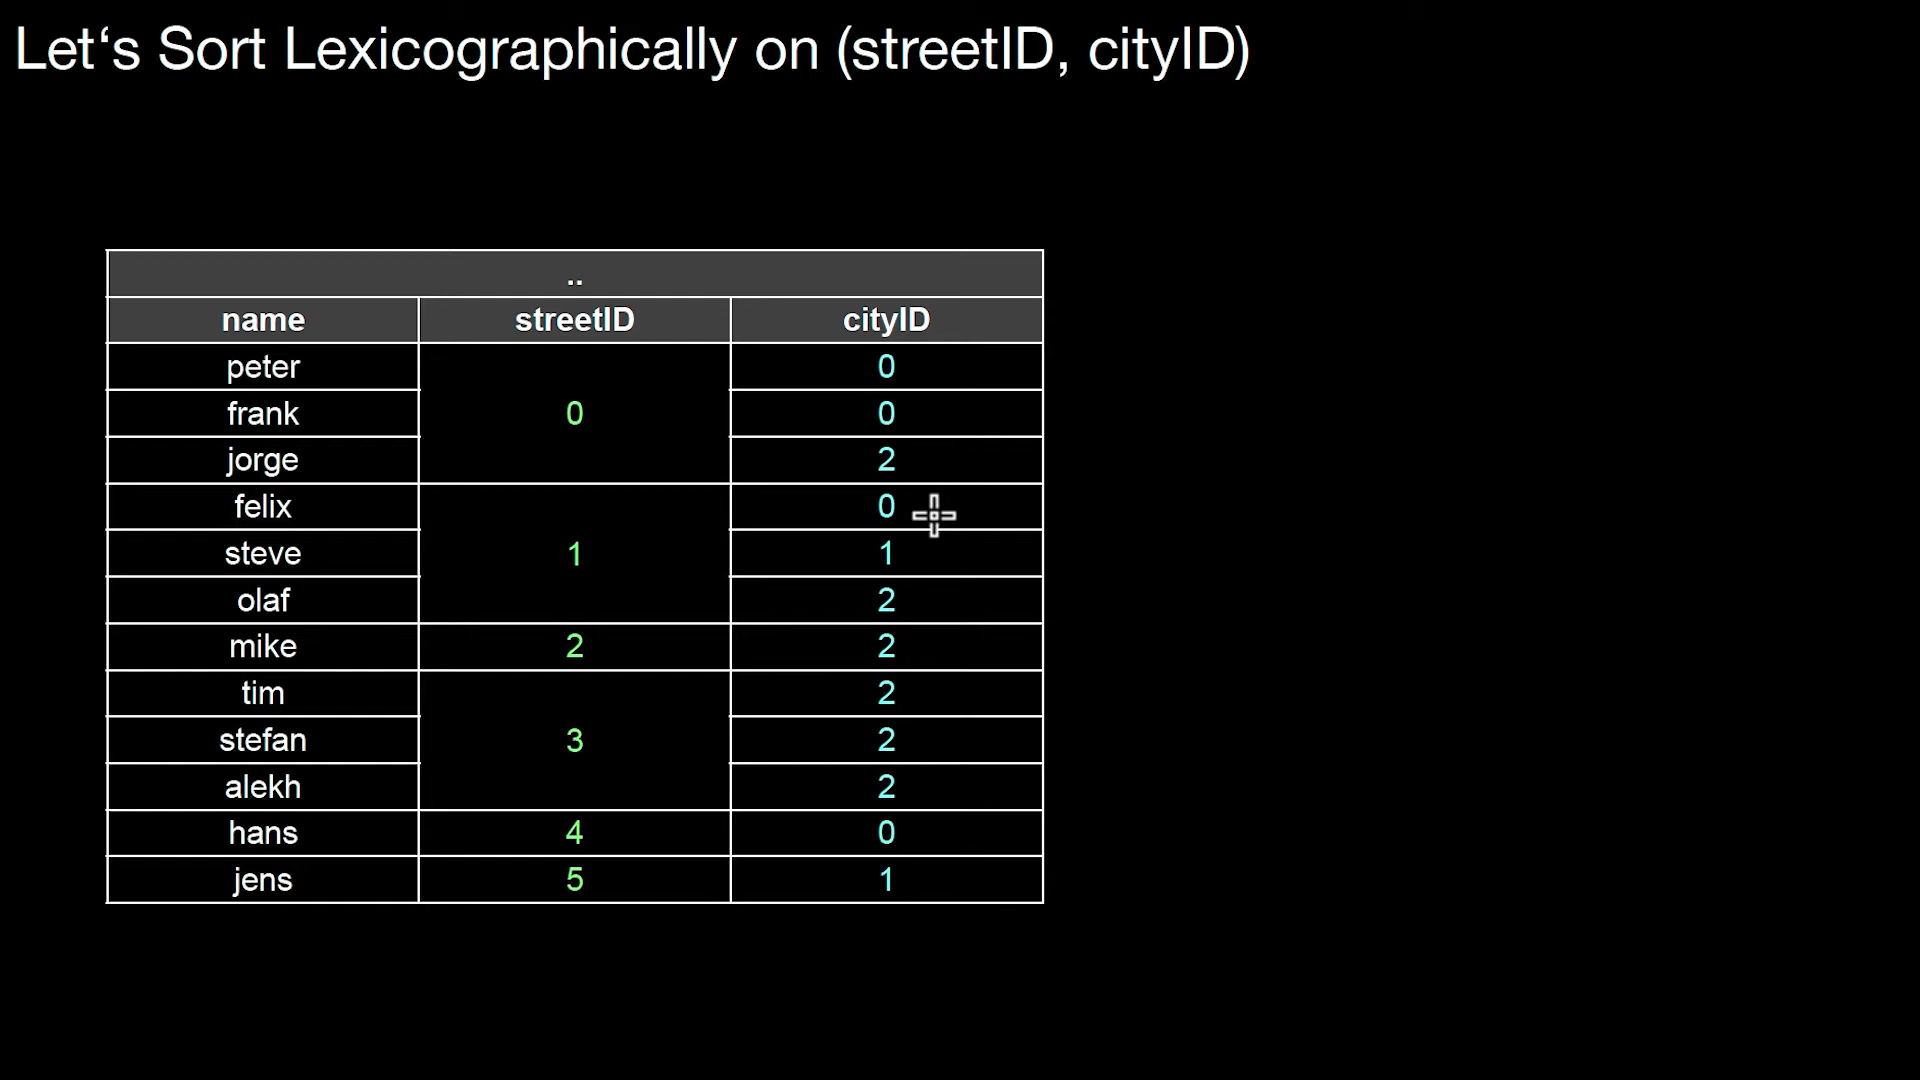 Let‘s Sort Lexicographically on (streetID, cityID)
..
name streetID cityID
peter 0
frank 0 0
jorge 2
felix 0
steve 1 1
olaf 2
mike 2 2
tim 2
stefan 3 2
alekh 2
hans 4 0
jens 5 1